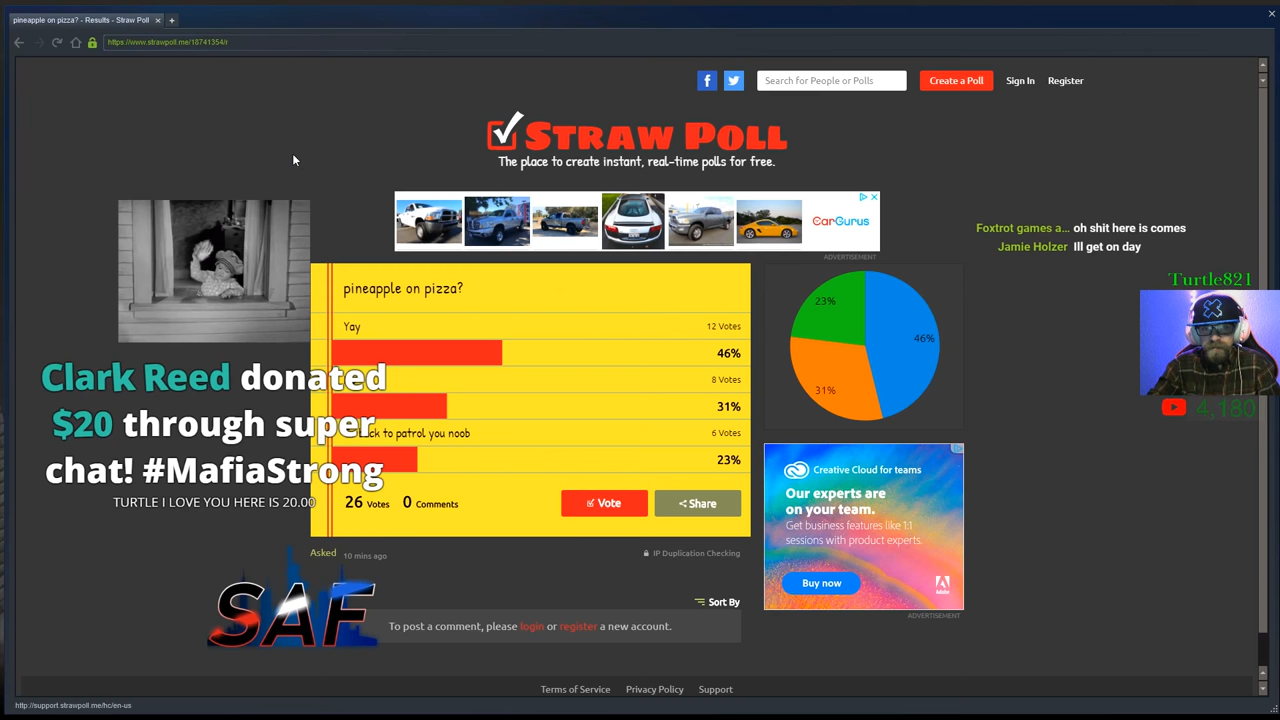 pineapple on pizza? - Results - Straw Poll
https://www.strawpoll.me/18741354/r
Search for People or Polls
Create a Poll
Sign In
Register
STRAW POLL
The place to create instant, real-time polls for free.
CarGurus
ADVERTISEMENT
Foxtrot games a... oh shit here is comes
Jamie Holzer Ill get on day
Turtle821
4,180
pineapple on pizza?
Yay 12 Votes
46%
8 Votes
31%
to patrol you noob 6 Votes
23%
26 Votes 0 Comments
Vote
Share
23%
46%
31%
Clark Reed donated
$20 through super
chat! #MafiaStrong
TURTLE I LOVE YOU HERE IS 20.00
Creative Cloud for teams
Our experts are
on your team.
Get business features like 1:1
sessions with product experts.
Buy now
Adobe
ADVERTISEMENT
Asked 10 mins ago
IP Duplication Checking
Sort By
SAF
To post a comment, please login or register a new account.
Terms of Service
Privacy Policy
Support
http://support.strawpoll.me/hc/en-us